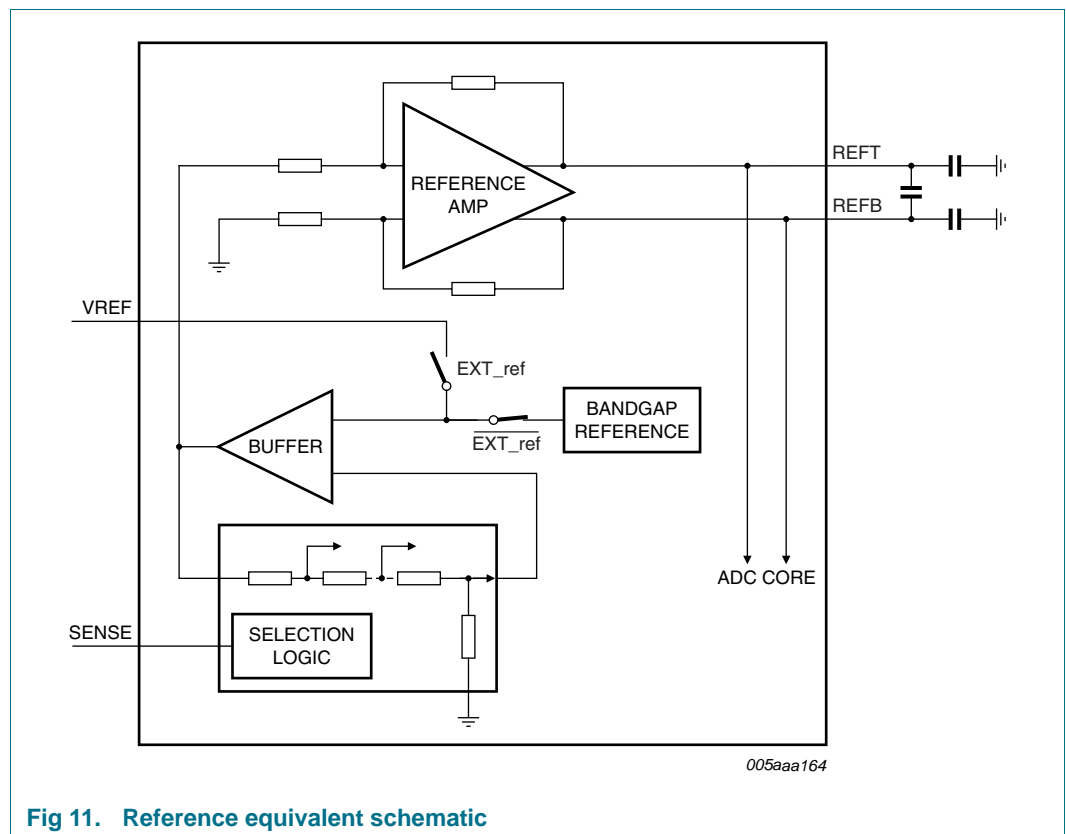 REFERENCE
AMP
REFT
REFB
VREF
EXT_ref
EXT_ref
BANDGAP
REFERENCE
BUFFER
ADC CORE
SENSE
SELECTION
LOGIC
005aaa164
Fig 11. Reference equivalent schematic